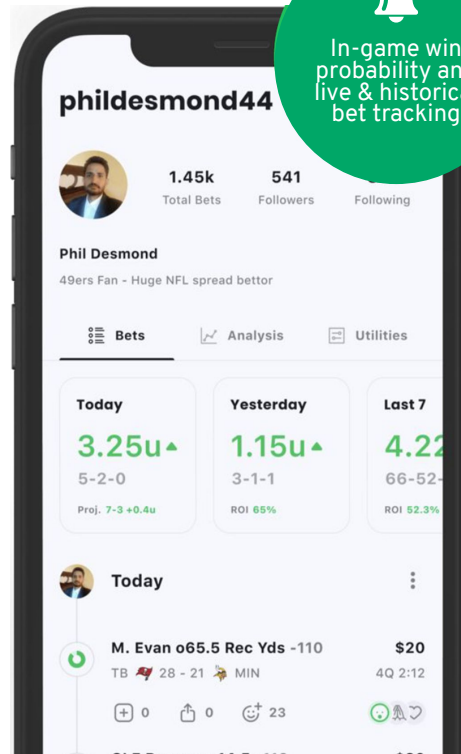 In-game win
probability an
live & historic
bet tracking
phildesmond44
1.45k 541
Total Bets Followers Following
Phil Desmond
49ers Fan - Huge NFL spread bettor
Bets Analysis Utilities
Today Yesterday Last 7
3.25u 1.15u 4.22
5-2-0 3-1-1 66-52-
Proj. 7-3 +0.4u ROI 65% ROI 52.3%
Today
M. Evan o65.5 Rec Yds -110 $20
TB 28 - 21 MIN 4Q 2:12
0 0 23